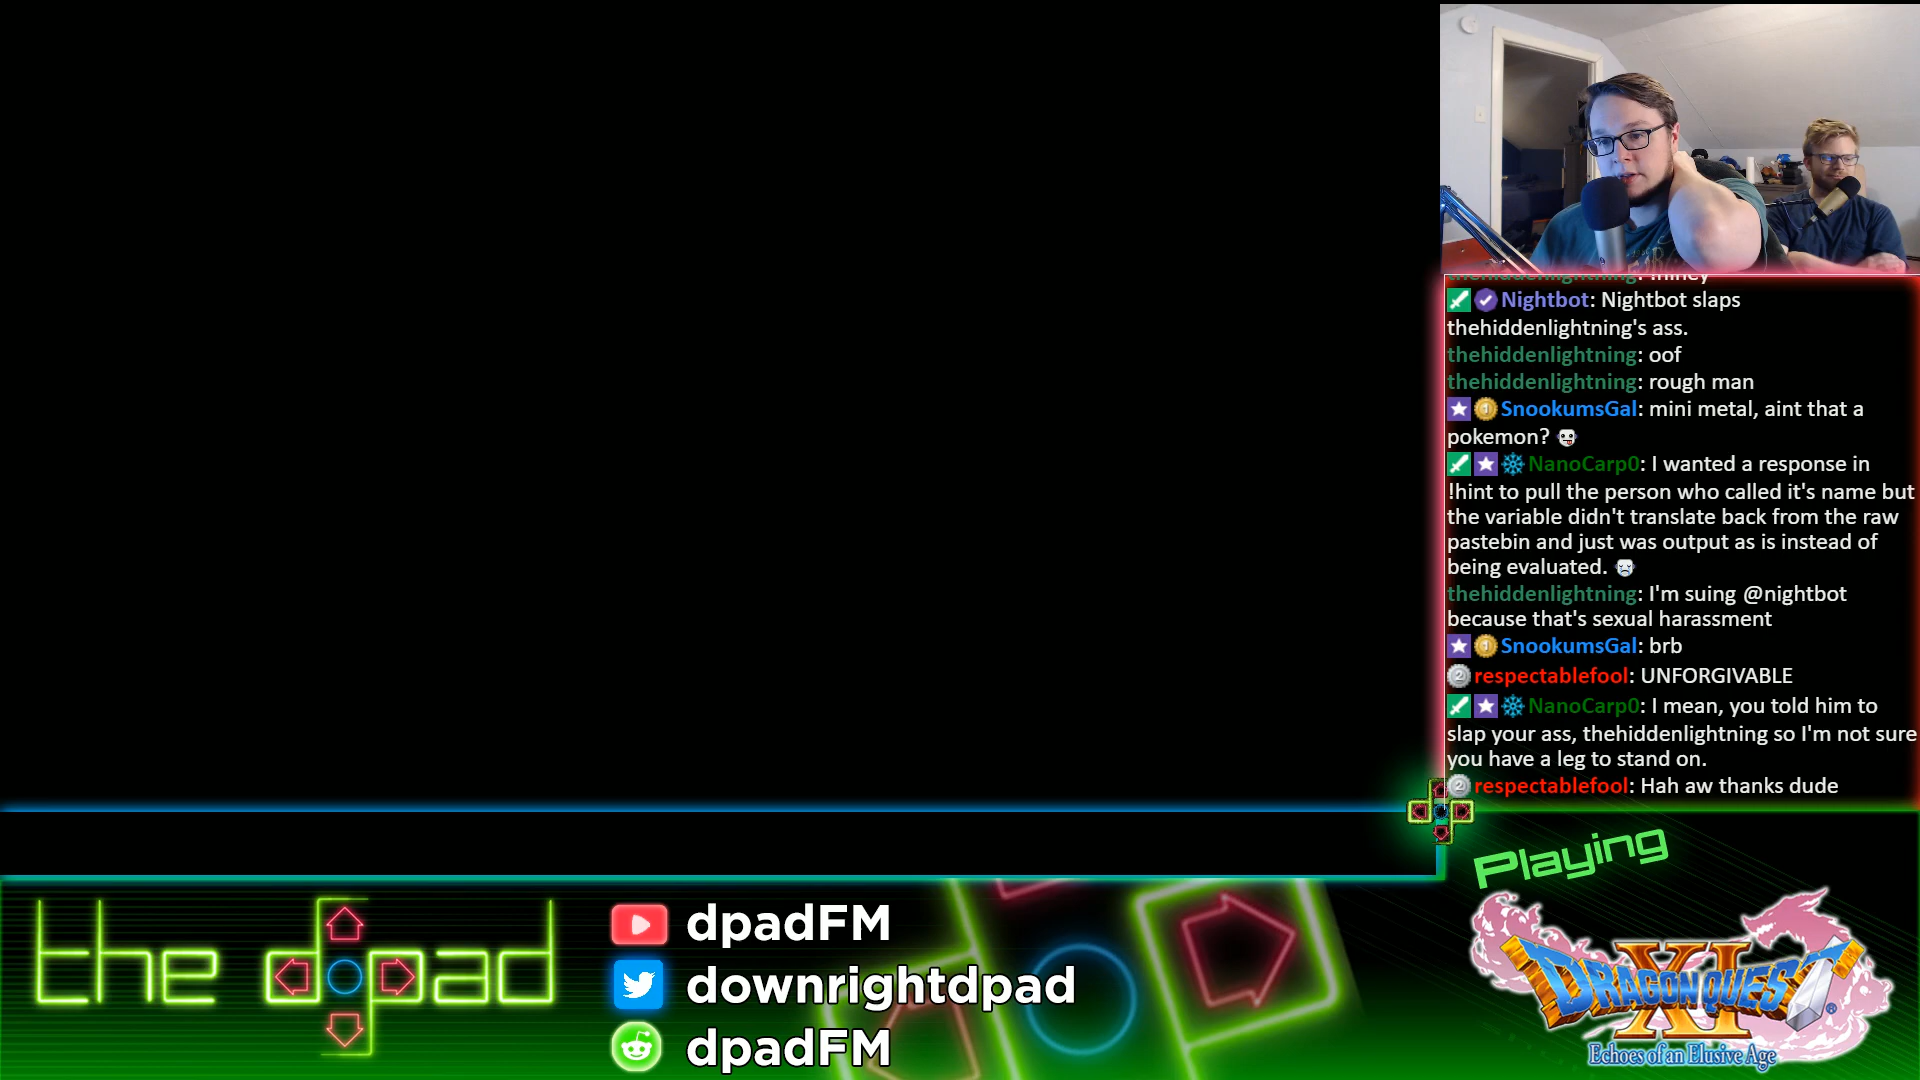 thehiddenlightning: !hiney
Nightbot: Nightbot slaps
thehiddenlightning's ass.
thehiddenlightning: oof
thehiddenlightning: rough man
SnookumsGal: mini metal, aint that a
pokemon?
NanoCarp0: I wanted a response in
!hint to pull the person who called it's name but
the variable didn't translate back from the raw
pastebin and just was output as is instead of
being evaluated.
thehiddenlightning: I'm suing @nightbot
because that's sexual harassment
SnookumsGal: brb
2 respectablefool: UNFORGIVABLE
NanoCarp0: I mean, you told him to
slap your ass, thehiddenlightning so I'm not sure
you have a leg to stand on.
2 respectablefool: Hah aw thanks dude
the dpad
dpadFM
downrightdpad
dpadFM
Playing
DRAGON QUEST
XI
Echoes of an Elusive Age